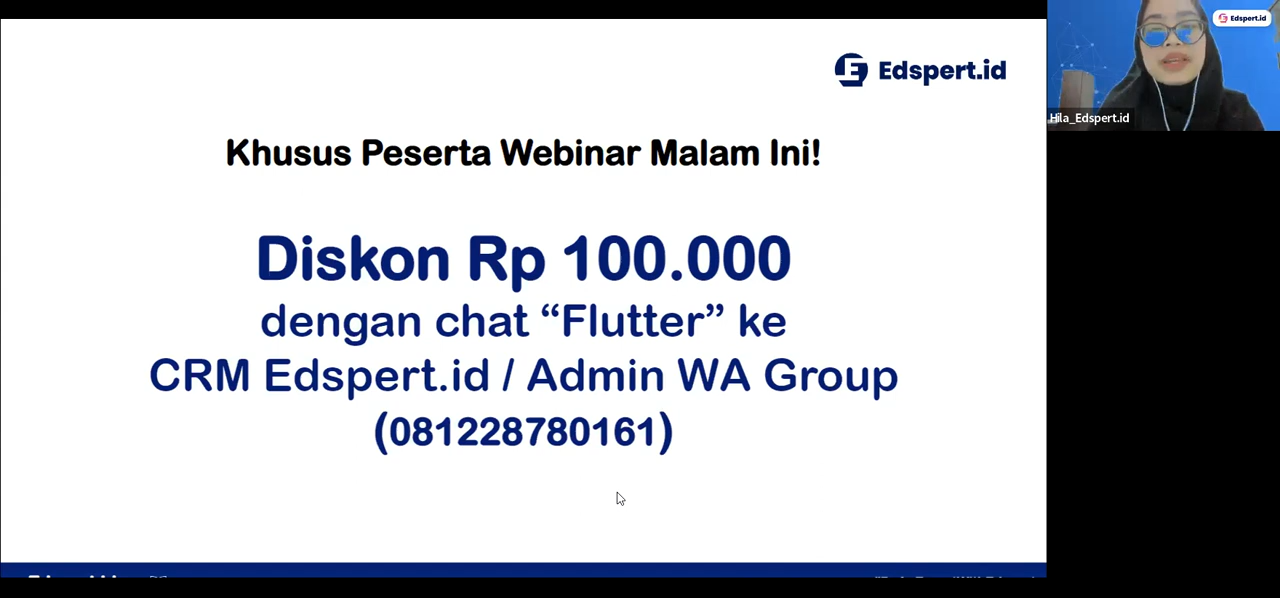 Edspert.id
Edspert.id
Hila_Edspert.id
Khusus Peserta Webinar Malam Ini!
Diskon Rp 100.000
dengan chat “Flutter” ke
CRM Edspert.id / Admin WA Group
(081228780161)